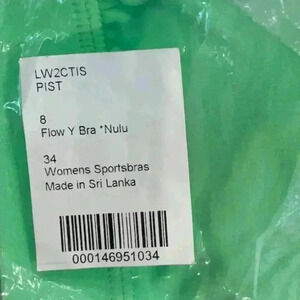 LW2CTIS
PIST
8
Flow Y Bra *Nulu
34
Womens Sportsbras
Made in Sri Lanka
000146951034